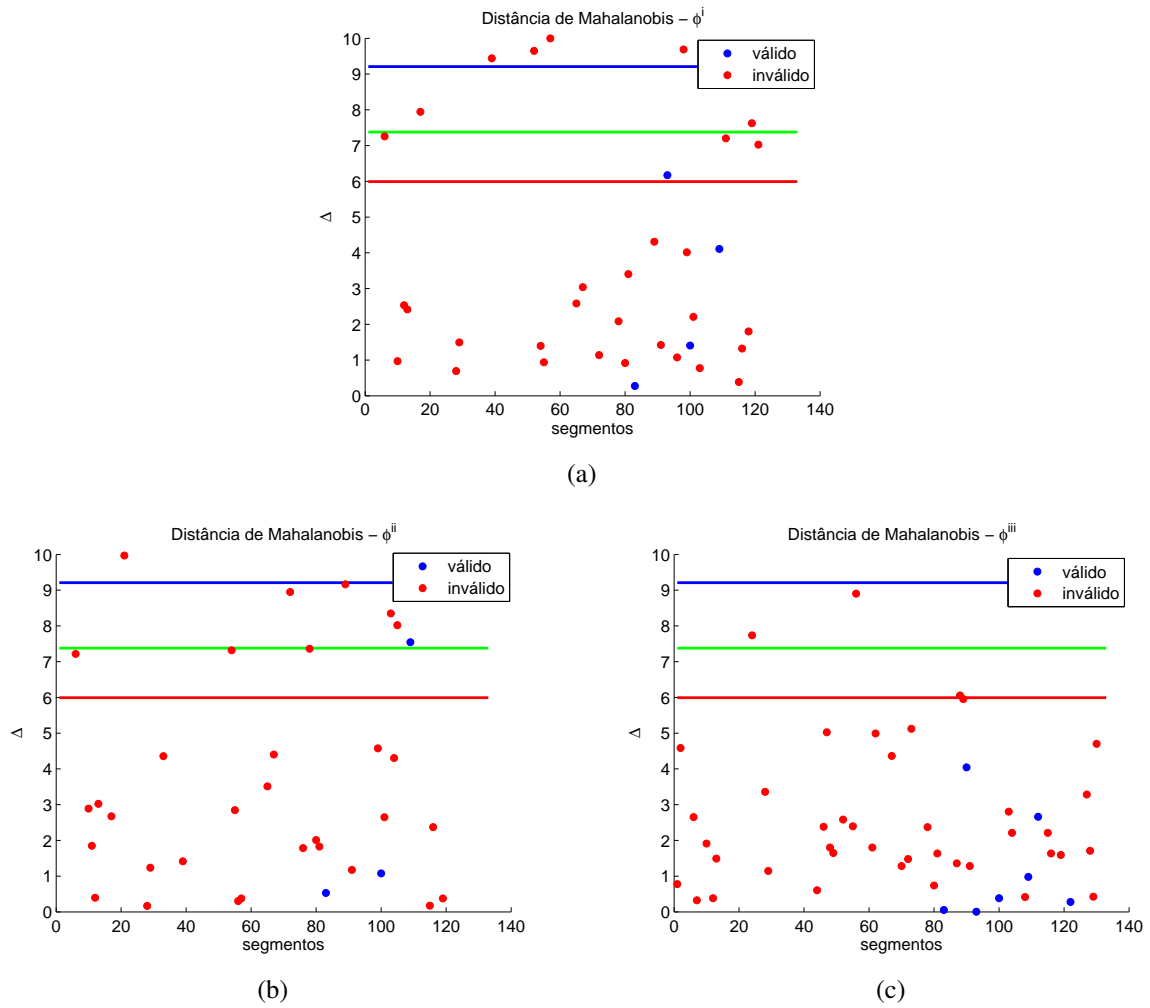 Distância de Mahalanobis – ϕⁱ
10
9
8
7
6
5
4
3
2
1
0
Δ
válido
inválido
0 20 40 60 80 100 120 140
segmentos
(a)
Distância de Mahalanobis – ϕⁱⁱ
10
9
8
7
6
5
4
3
2
1
0
Δ
válido
inválido
0 20 40 60 80 100 120 140
segmentos
(b)
Distância de Mahalanobis – ϕⁱⁱⁱ
10
9
8
7
6
5
4
3
2
1
0
Δ
válido
inválido
0 20 40 60 80 100 120 140
segmentos
(c)